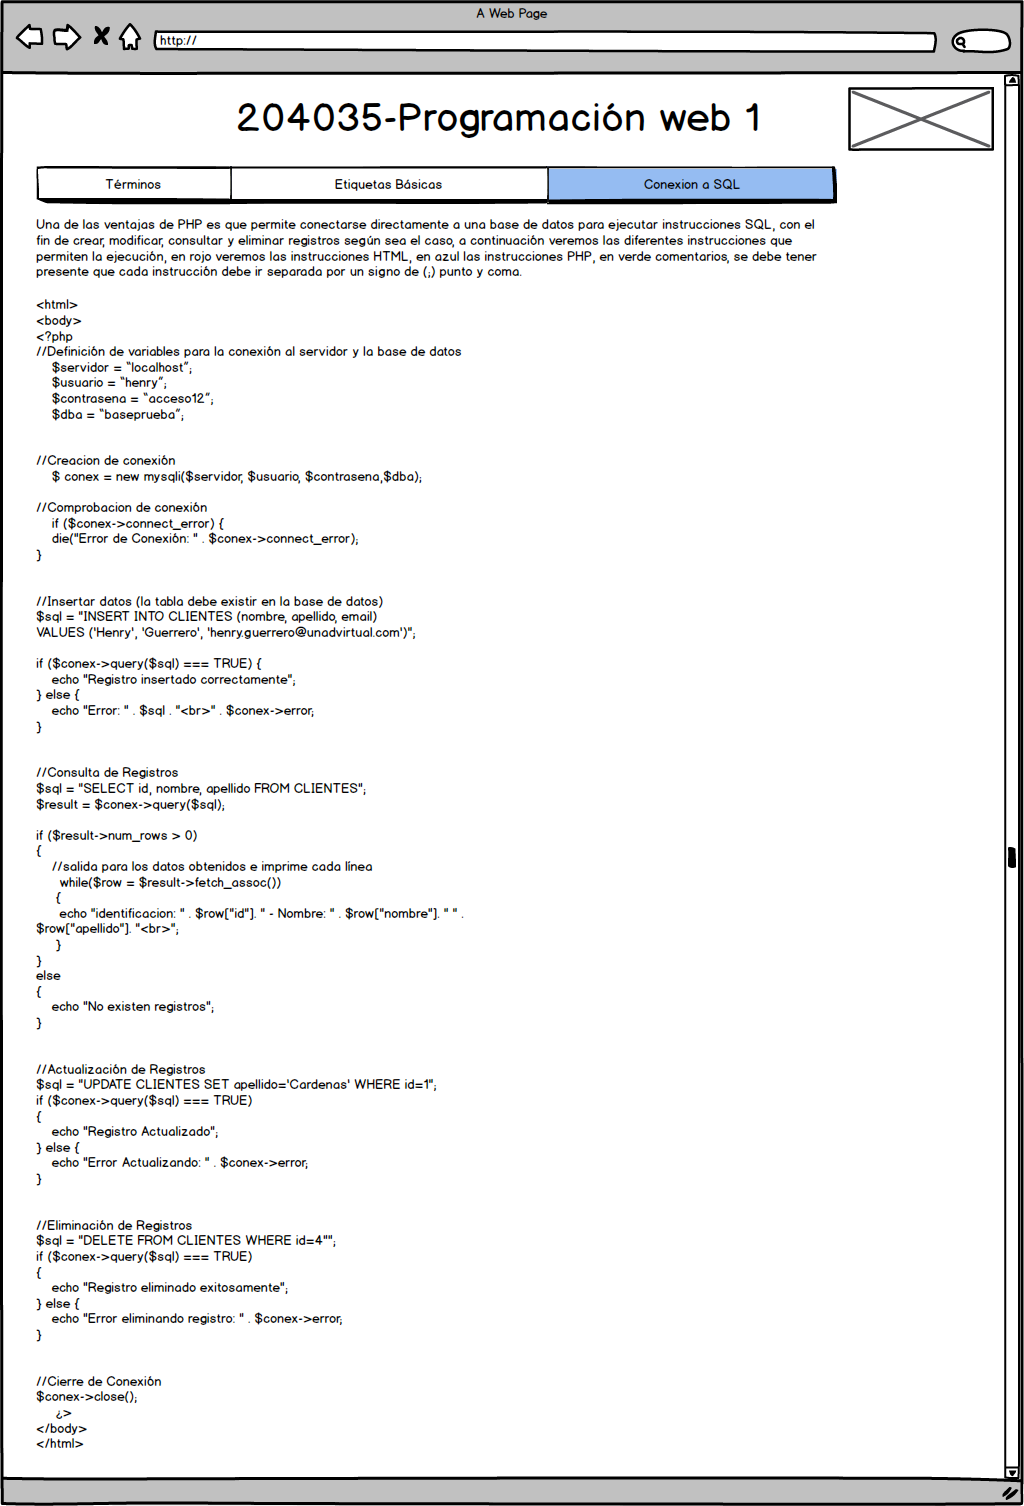 A Web Page
http://
204035-Programación web 1
Términos
Etiquetas Básicas
Conexion a SQL
Una de las ventajas de PHP es que permite conectarse directamente a una base de datos para ejecutar instrucciones SQL, con el
fin de crear, modificar, consultar y eliminar registros según sea el caso, a continuación veremos las diferentes instrucciones que
permiten la ejecución, en rojo veremos las instrucciones HTML, en azul las instrucciones PHP, en verde comentarios, se debe tener
presente que cada instrucción debe ir separada por un signo de (;) punto y coma.
<html>
<body>
<?php
//Definición de variables para la conexión al servidor y la base de datos
$servidor = “localhost”;
$usuario = “henry”;
$contrasena = “acceso12”;
$dba = “baseprueba”;
//Creacion de conexión
$ conex = new mysqli($servidor, $usuario, $contrasena,$dba);
//Comprobacion de conexión
if ($conex->connect_error) {
die("Error de Conexión: " . $conex->connect_error);
}
//Insertar datos (la tabla debe existir en la base de datos)
$sql = "INSERT INTO CLIENTES (nombre, apellido, email)
VALUES ('Henry', 'Guerrero', 'henry.guerrero@unadvirtual.com')";
if ($conex->query($sql) === TRUE) {
echo "Registro insertado correctamente";
} else {
echo "Error: " . $sql . "<br>" . $conex->error;
}
//Consulta de Registros
$sql = "SELECT id, nombre, apellido FROM CLIENTES";
$result = $conex->query($sql);
if ($result->num_rows > 0)
{
//salida para los datos obtenidos e imprime cada línea
while($row = $result->fetch_assoc())
{
echo "identificacion: " . $row["id"]. " - Nombre: " . $row["nombre"]. " " .
$row["apellido"]. "<br>";
}
}
else
{
echo "No existen registros";
}
//Actualización de Registros
$sql = "UPDATE CLIENTES SET apellido='Cardenas' WHERE id=1";
if ($conex->query($sql) === TRUE)
{
echo "Registro Actualizado";
} else {
echo "Error Actualizando: " . $conex->error;
}
//Eliminación de Registros
$sql = "DELETE FROM CLIENTES WHERE id=4"";
if ($conex->query($sql) === TRUE)
{
echo "Registro eliminado exitosamente";
} else {
echo "Error eliminando registro: " . $conex->error;
}
//Cierre de Conexión
$conex->close();
¿>
</body>
</html>